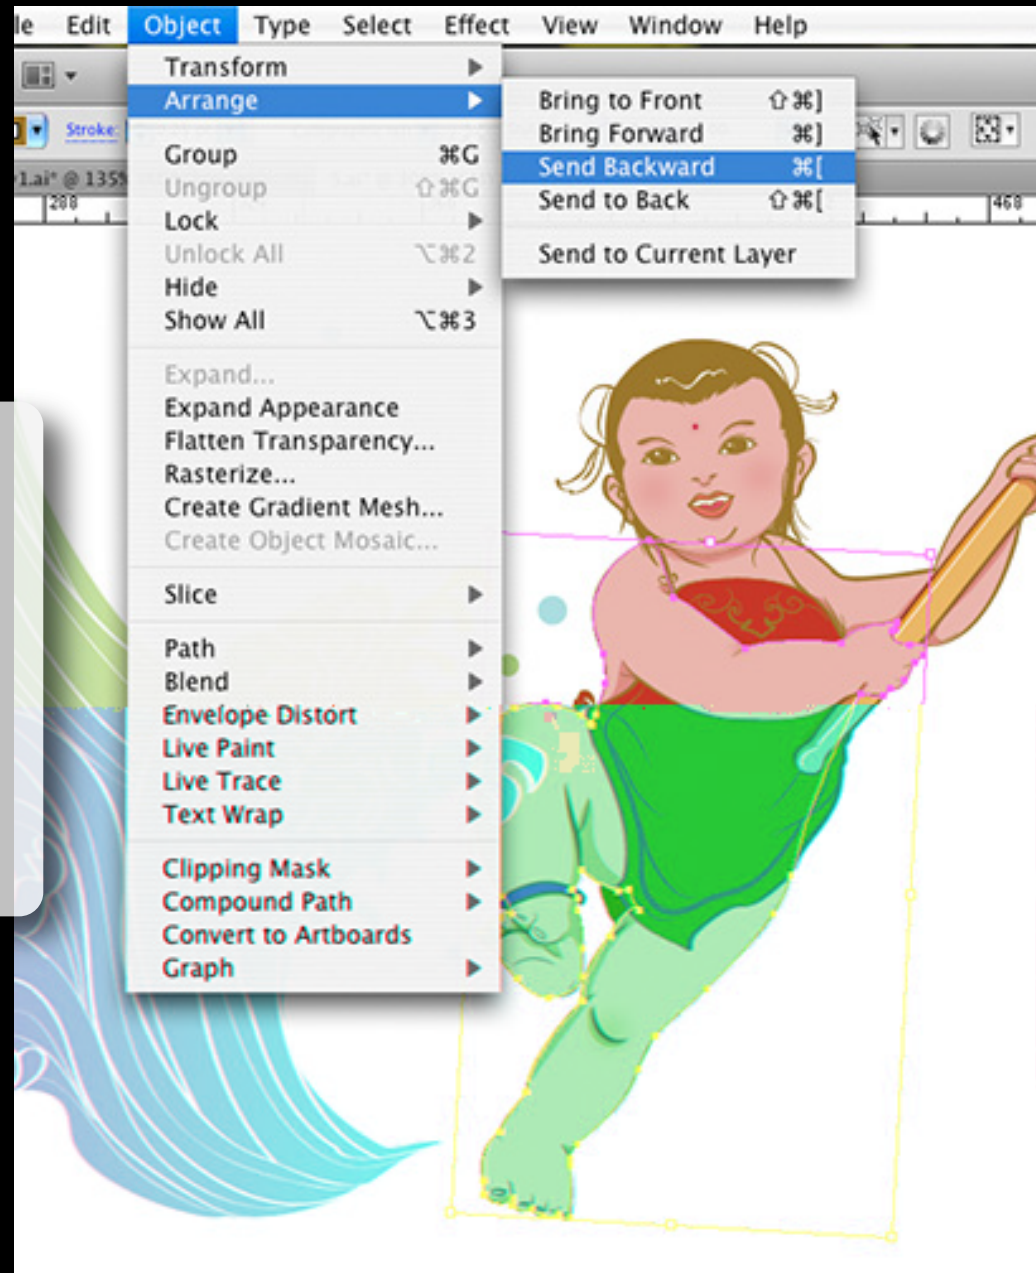 le Edit Object Type Select Effect View Window Help
Stroke:
1.ai* @ 135%
288
468
Transform
Arrange
Group ⌘G
Ungroup ⇧⌘G
Lock
Unlock All ⌥⌘2
Hide
Show All ⌥⌘3
Expand...
Expand Appearance
Flatten Transparency...
Rasterize...
Create Gradient Mesh...
Create Object Mosaic...
Slice
Path
Blend
Envelope Distort
Live Paint
Live Trace
Text Wrap
Clipping Mask
Compound Path
Convert to Artboards
Graph
Bring to Front ⇧⌘]
Bring Forward ⌘]
Send Backward ⌘[
Send to Back ⇧⌘[
Send to Current Layer